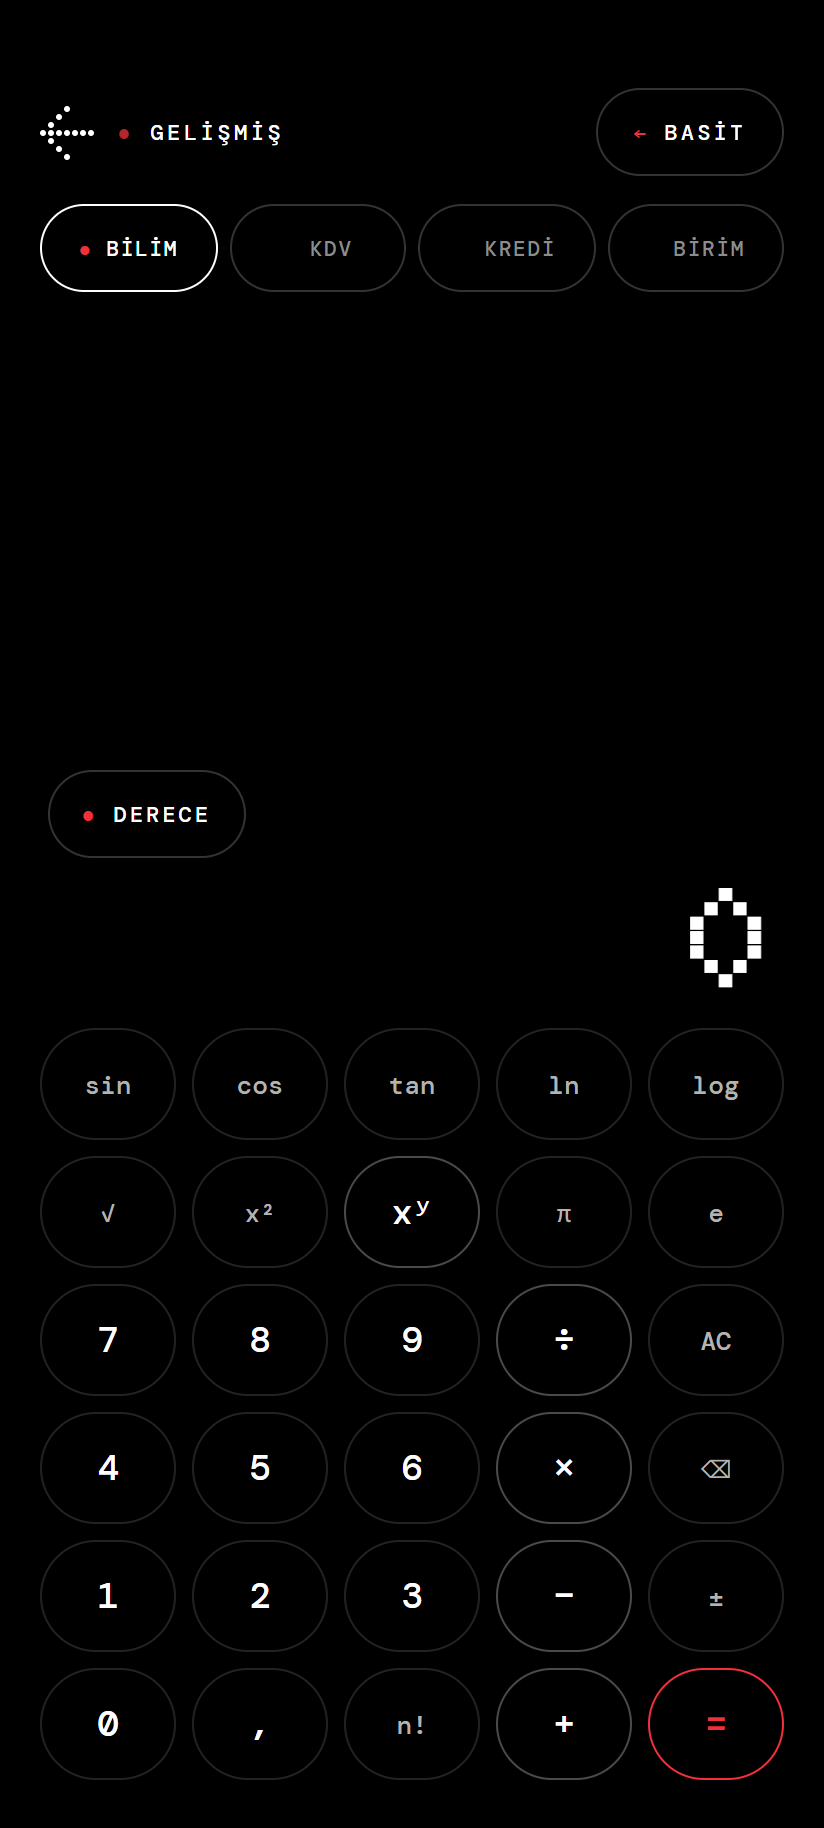 ● GELİŞMİŞ ← BASİT
● BİLİM KDV KREDİ BİRİM
● DERECE
0
sin cos tan ln log
√ x² xʸ π e
7 8 9 ÷ AC
4 5 6 × ⌫
1 2 3 − ±
0 , n! + =